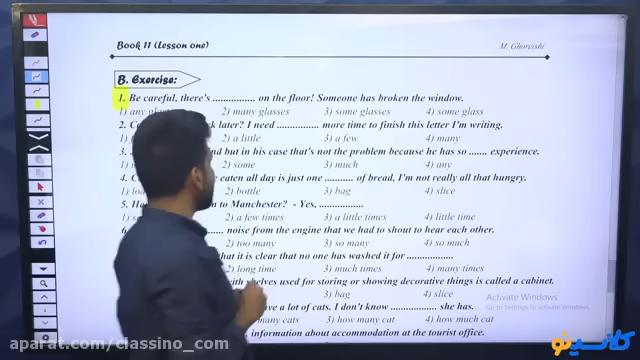 Book 11 (Lesson one)
M. Ghoreishi
B. Exercise:
1. Be careful, there's ................ on the floor! Someone has broken the window.
1) any 2) many glasses 3) some glasses 4) some glass
2. later? I need ................ more time to finish this letter I'm writing.
2) a little 3) a few 4) many
3. and but in his case that's not the problem because he has so ....... experience.
2) some 3) much 4) any
4. eaten all day is just one ........... of bread, I'm not really all that hungry.
2) bottle 3) bag 4) slice
5. to Manchester? - Yes, .................
2) a few times 3) a little times 4) little time
6. ...... noise from the engine that we had to shout to hear each other.
2) too many 3) so many 4) so much
that it is clear that no one has washed it for ..................
2) long time 3) much times 4) many times
with shelves used for storing or showing decorative things is called a cabinet.
3) bag 4) slice
have a lot of cats. I don't know .................. she has.
many cats 3) how many cat 4) how much cat
information about accommodation at the tourist office.
Activate Windows
Go to Settings to activate Windows.
aparat.com/classino_com
کلاسینو